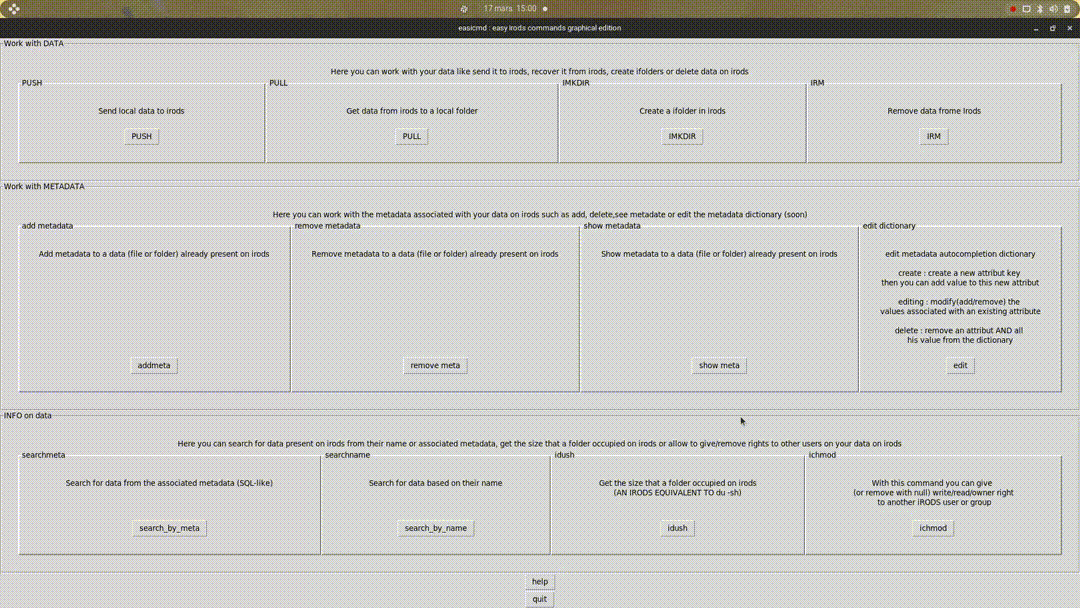 17 mars 15:00
easicmd : easy irods commands graphical edition
Work with DATA
Here you can work with your data like send it to irods, recover it from irods, create ifolders or delete data on irods
PUSH
Send local data to irods
PUSH
PULL
Get data from irods to a local folder
PULL
IMKDIR
Create a ifolder in irods
IMKDIR
IRM
Remove data frome Irods
IRM
Work with METADATA
Here you can work with the metadata associated with your data on irods such as add, delete,see metadate or edit the metadata dictionary (soon)
add metadata
Add metadata to a data (file or folder) already present on irods
addmeta
remove metadata
Remove metadata to a data (file or folder) already present on irods
remove meta
show metadata
Show metadata to a data (file or folder) already present on irods
show meta
edit dictionary
edit metadata autocompletion dictionary
create : create a new attribut key
then you can add value to this new attribut
editing : modify(add/remove) the
values associated with an existing attribute
delete : remove an attribut AND all
his value from the dictionary
edit
INFO on data
Here you can search for data present on irods from their name or associated metadata, get the size that a folder occupied on irods or allow to give/remove rights to other users on your data on irods
searchmeta
Search for data from the associated metadata (SQL-like)
search_by_meta
searchname
Search for data based on their name
search_by_name
idush
Get the size that a folder occupied on irods
(AN IRODS EQUIVALENT TO du -sh)
idush
ichmod
With this command you can give
(or remove with null) write/read/owner right
to another iRODS user or group
ichmod
help
quit